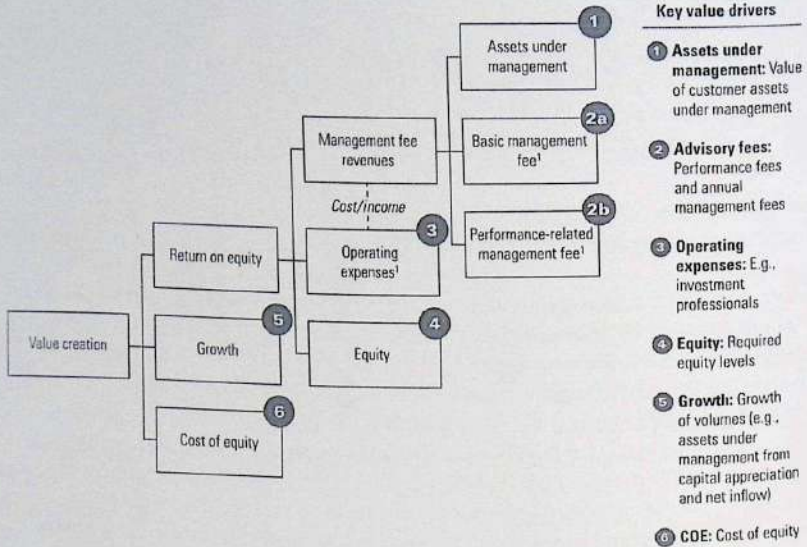 1
Assets under
management
2a
Management fee
revenues
Basic management
fee¹
Cost/income
2b
3
Performance-related
management fee¹
Return on equity
Operating
expenses¹
5
4
Value creation
Growth
Equity
6
Cost of equity
Key value drivers
1 Assets under
management: Value
of customer assets
under management
2 Advisory fees:
Performance fees
and annual
management fees
3 Operating
expenses: E.g.,
investment
professionals
4 Equity: Required
equity levels
5 Growth: Growth
of volumes (e.g.,
assets under
management from
capital appreciation
and net inflow)
6 COE: Cost of equity